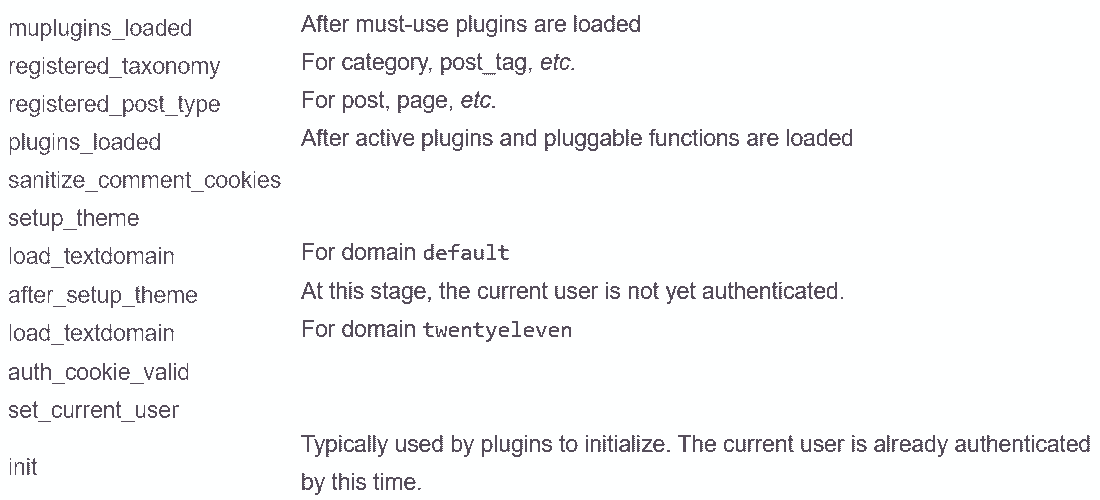 muplugins_loaded After must-use plugins are loaded
registered_taxonomy For category, post_tag, etc.
registered_post_type For post, page, etc.
plugins_loaded After active plugins and pluggable functions are loaded
sanitize_comment_cookies
setup_theme
load_textdomain For domain default
after_setup_theme At this stage, the current user is not yet authenticated.
load_textdomain For domain twentyeleven
auth_cookie_valid
set_current_user
init Typically used by plugins to initialize. The current user is already authenticated
by this time.